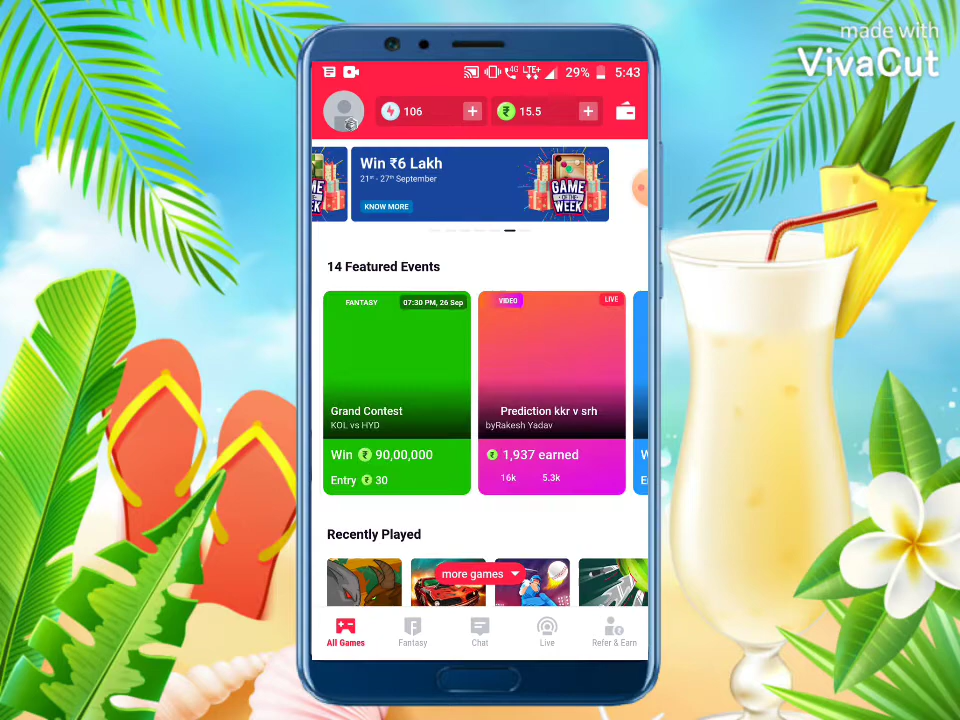 made with
VivaCut
4G LTE+ 29% 5:43
106 + ₹ 15.5 +
Win ₹6 Lakh
21st - 27th September
KNOW MORE
GAME OF THE WEEK
14 Featured Events
FANTASY 07:30 PM, 26 Sep
VIDEO LIVE
Grand Contest
KOL vs HYD
Prediction kkr v srh
byRakesh Yadav
Win ₹ 90,00,000
₹ 1,937 earned
Entry ₹ 30
16k 5.3k
Recently Played
more games
All Games Fantasy Chat Live Refer & Earn